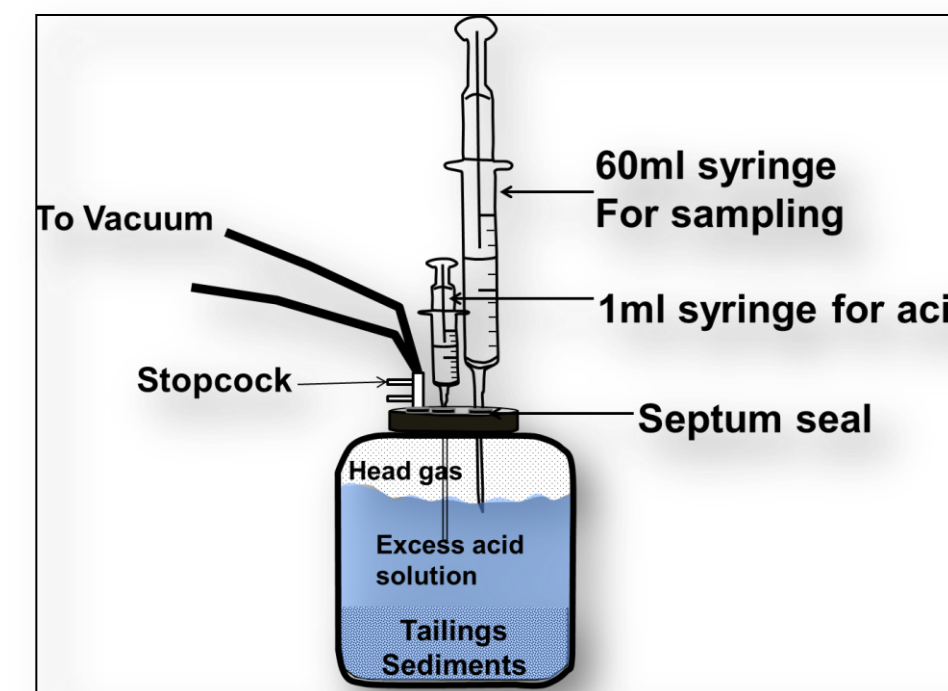 60ml syringe
For sampling
To Vacuum
1ml syringe for aci
Stopcock
Septum seal
Head gas
Excess acid
solution
Tailings
Sediments